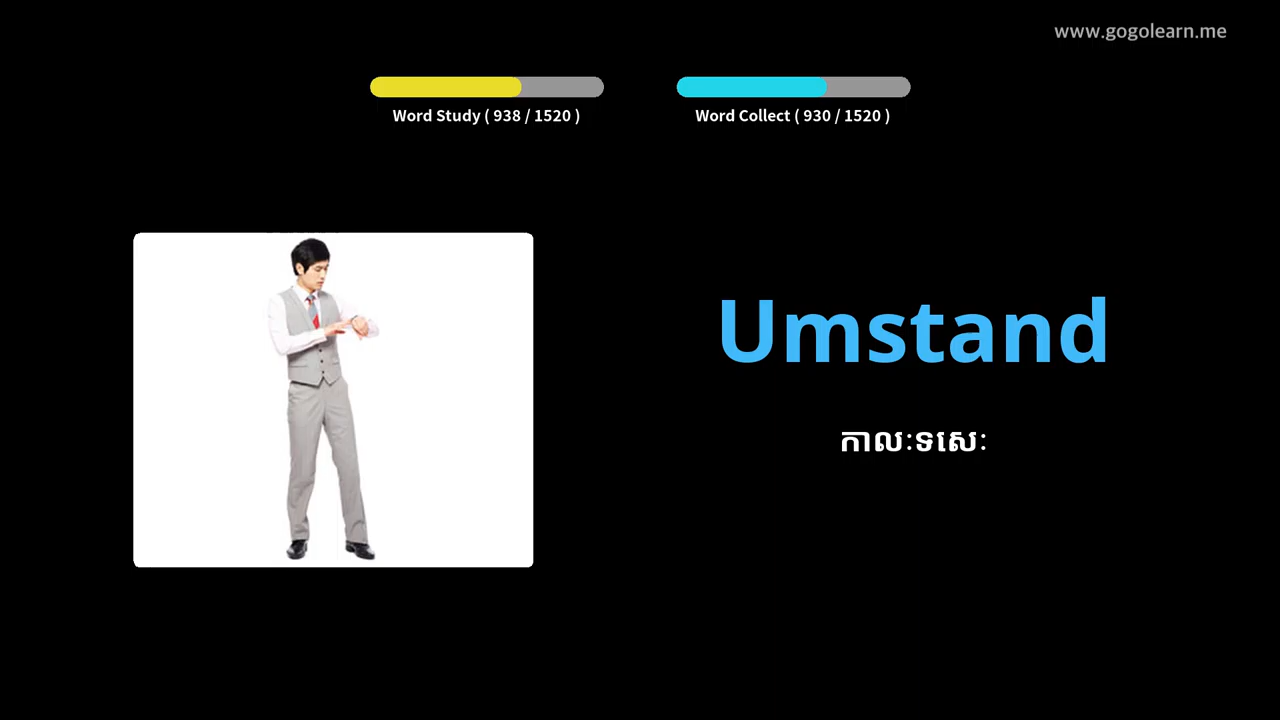 www.gogolearn.me
Word Study ( 938 / 1520 )
Word Collect ( 930 / 1520 )
Umstand
កាលៈទសេៈ